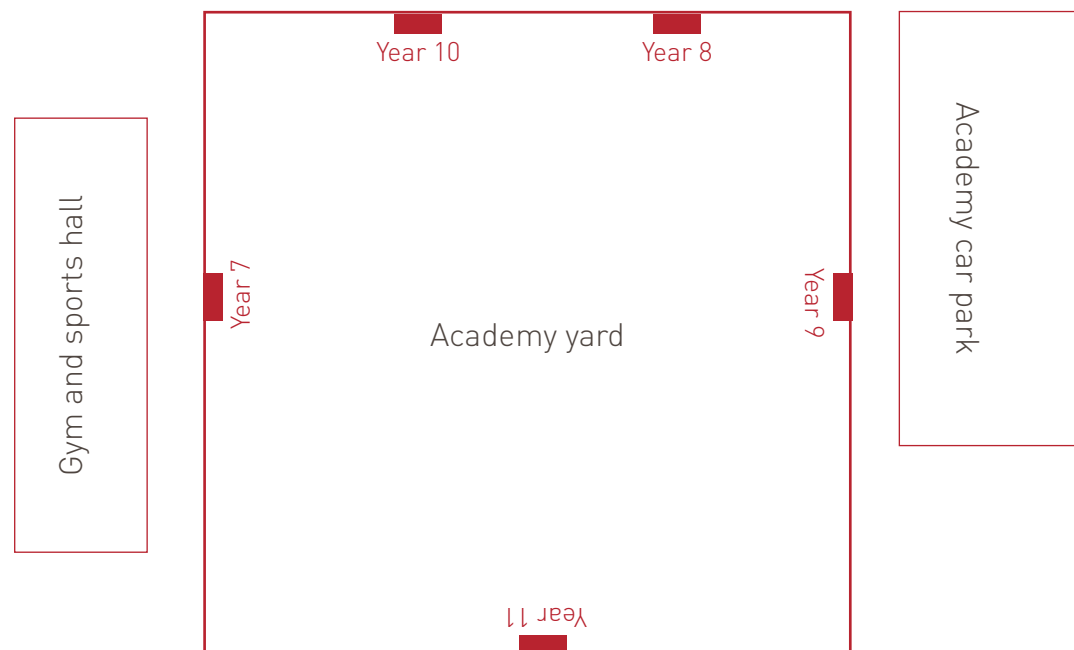 Year 10
Year 8
Academy car park
Gym and sports hall
Year 7
Year 9
Academy yard
Year 11